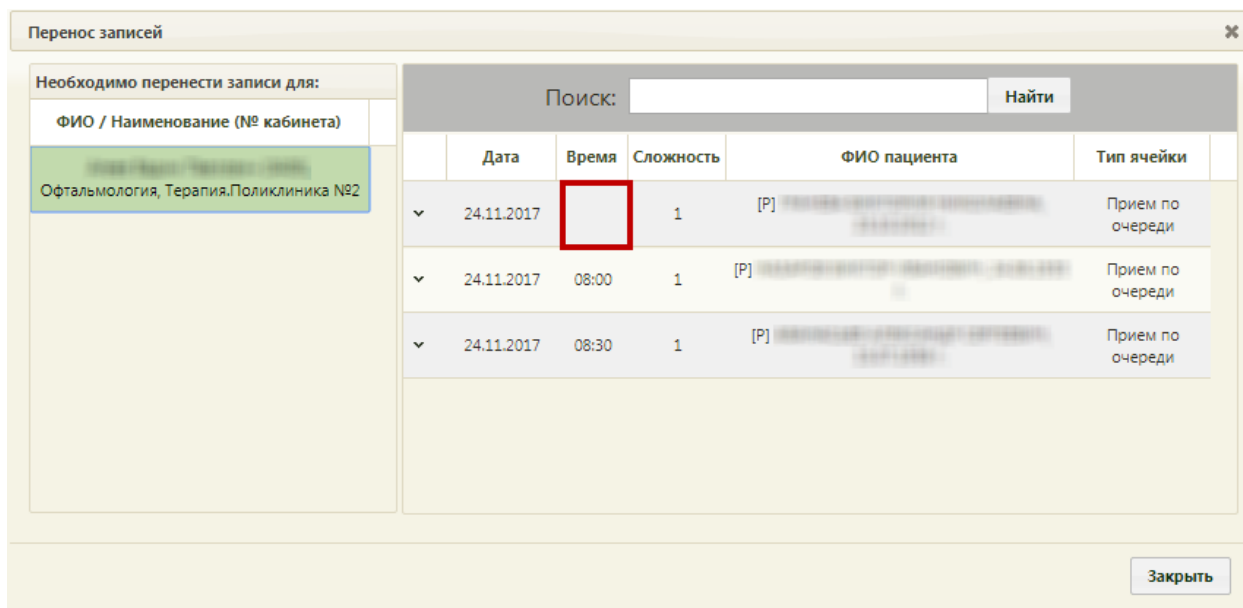 Перенос записей
Необходимо перенести записи для:
ФИО / Наименование (№ кабинета)
Офтальмология, Терапия.Поликлиника №2
Поиск:
Найти
Дата Время Сложность ФИО пациента Тип ячейки
24.11.2017 1 [P] Прием по
очереди
24.11.2017 08:00 1 [P] Прием по
очереди
24.11.2017 08:30 1 [P] Прием по
очереди
Закрыть